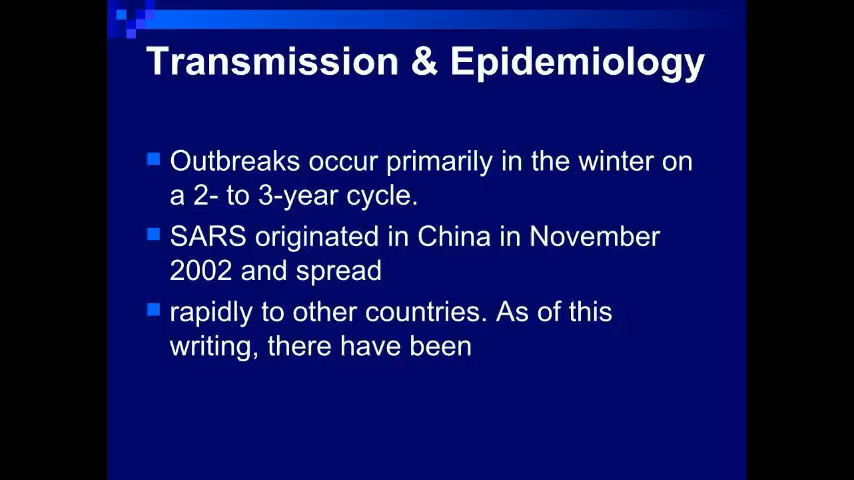 Transmission & Epidemiology
Outbreaks occur primarily in the winter on
a 2- to 3-year cycle.
SARS originated in China in November
2002 and spread
rapidly to other countries. As of this
writing, there have been